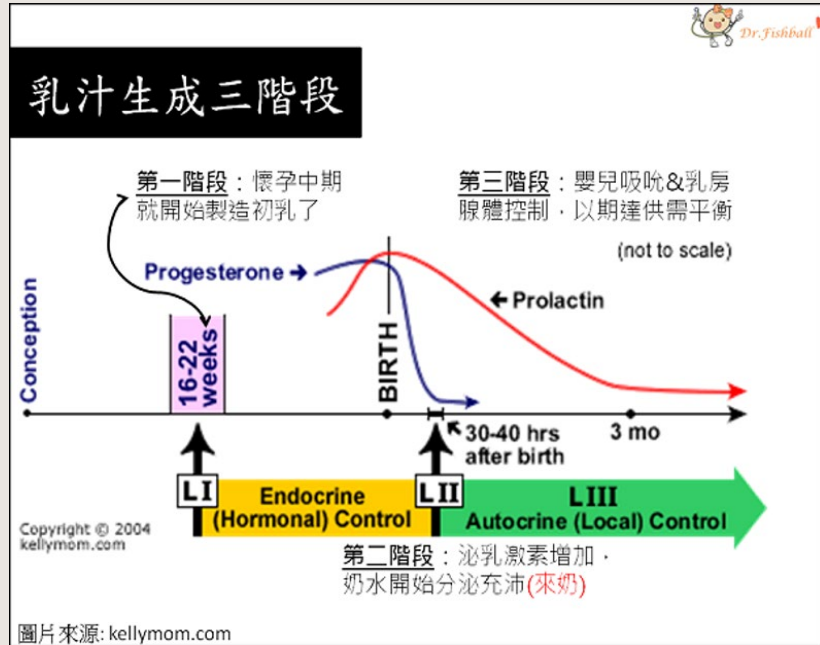 Dr.Fishball
乳汁生成三階段
第一階段：懷孕中期
就開始製造初乳了
第三階段：嬰兒吸吮&乳房
腺體控制，以期達供需平衡
(not to scale)
Progesterone →
← Prolactin
Conception
16-22
weeks
BIRTH
30-40 hrs
after birth
3 mo
LI
Endocrine
(Hormonal) Control
LII
LIII
Autocrine (Local) Control
Copyright © 2004
kellymom.com
第二階段：泌乳激素增加，
奶水開始分泌充沛(來奶)
圖片來源: kellymom.com